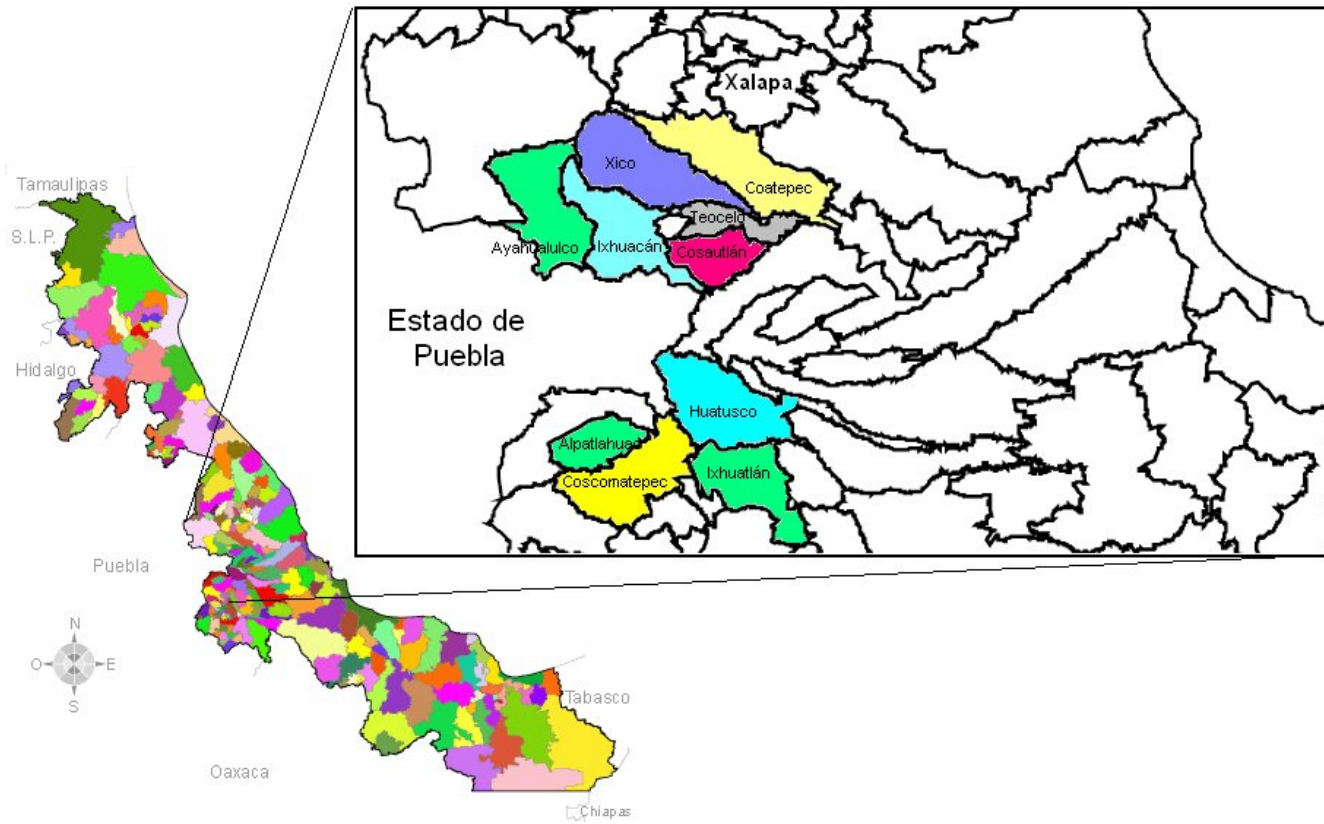 Xalapa
Xico
Coatepec
Teocelo
Ayahualulco
Ixhuacán
Cosautlán
Estado de
Puebla
Huatusco
Alpatlahuac
Ixhuatlán
Coscomatepec
Tamaulipas
S.L.P.
Hidalgo
Puebla
N
O
E
S
Tabasco
Oaxaca
Chiapas